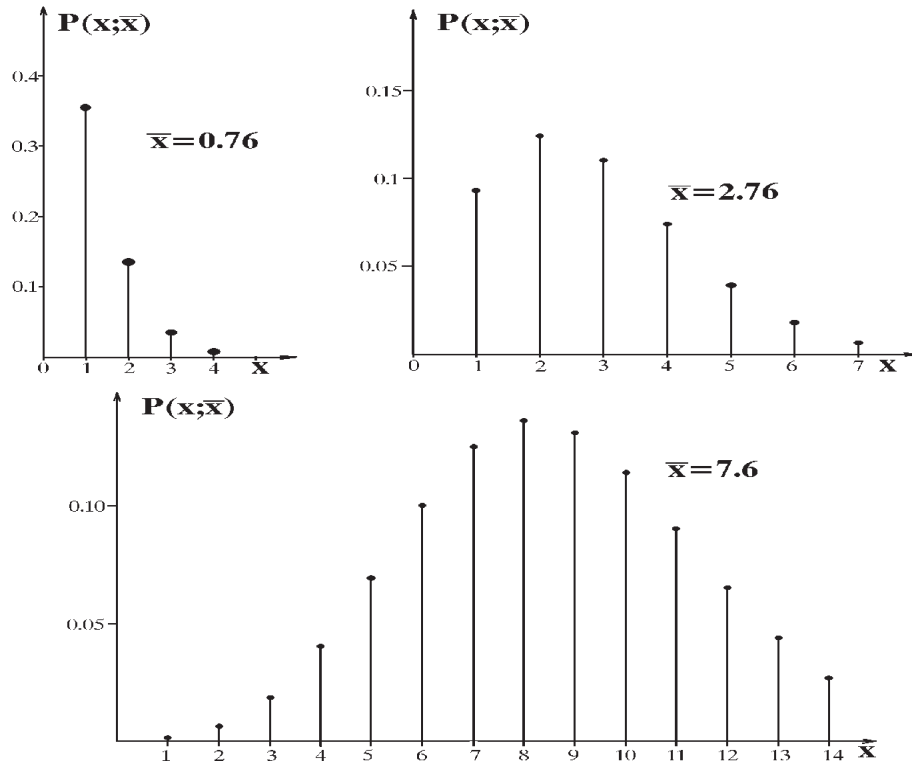 P(x;x̅)
0.4
0.3
x̅=0.76
0.2
0.1
0 1 2 3 4 x
P(x;x̅)
0.15
0.1
x̅=2.76
0.05
0 1 2 3 4 5 6 7 x
P(x;x̅)
x̅=7.6
0.10
0.05
1 2 3 4 5 6 7 8 9 10 11 12 13 14 x̅